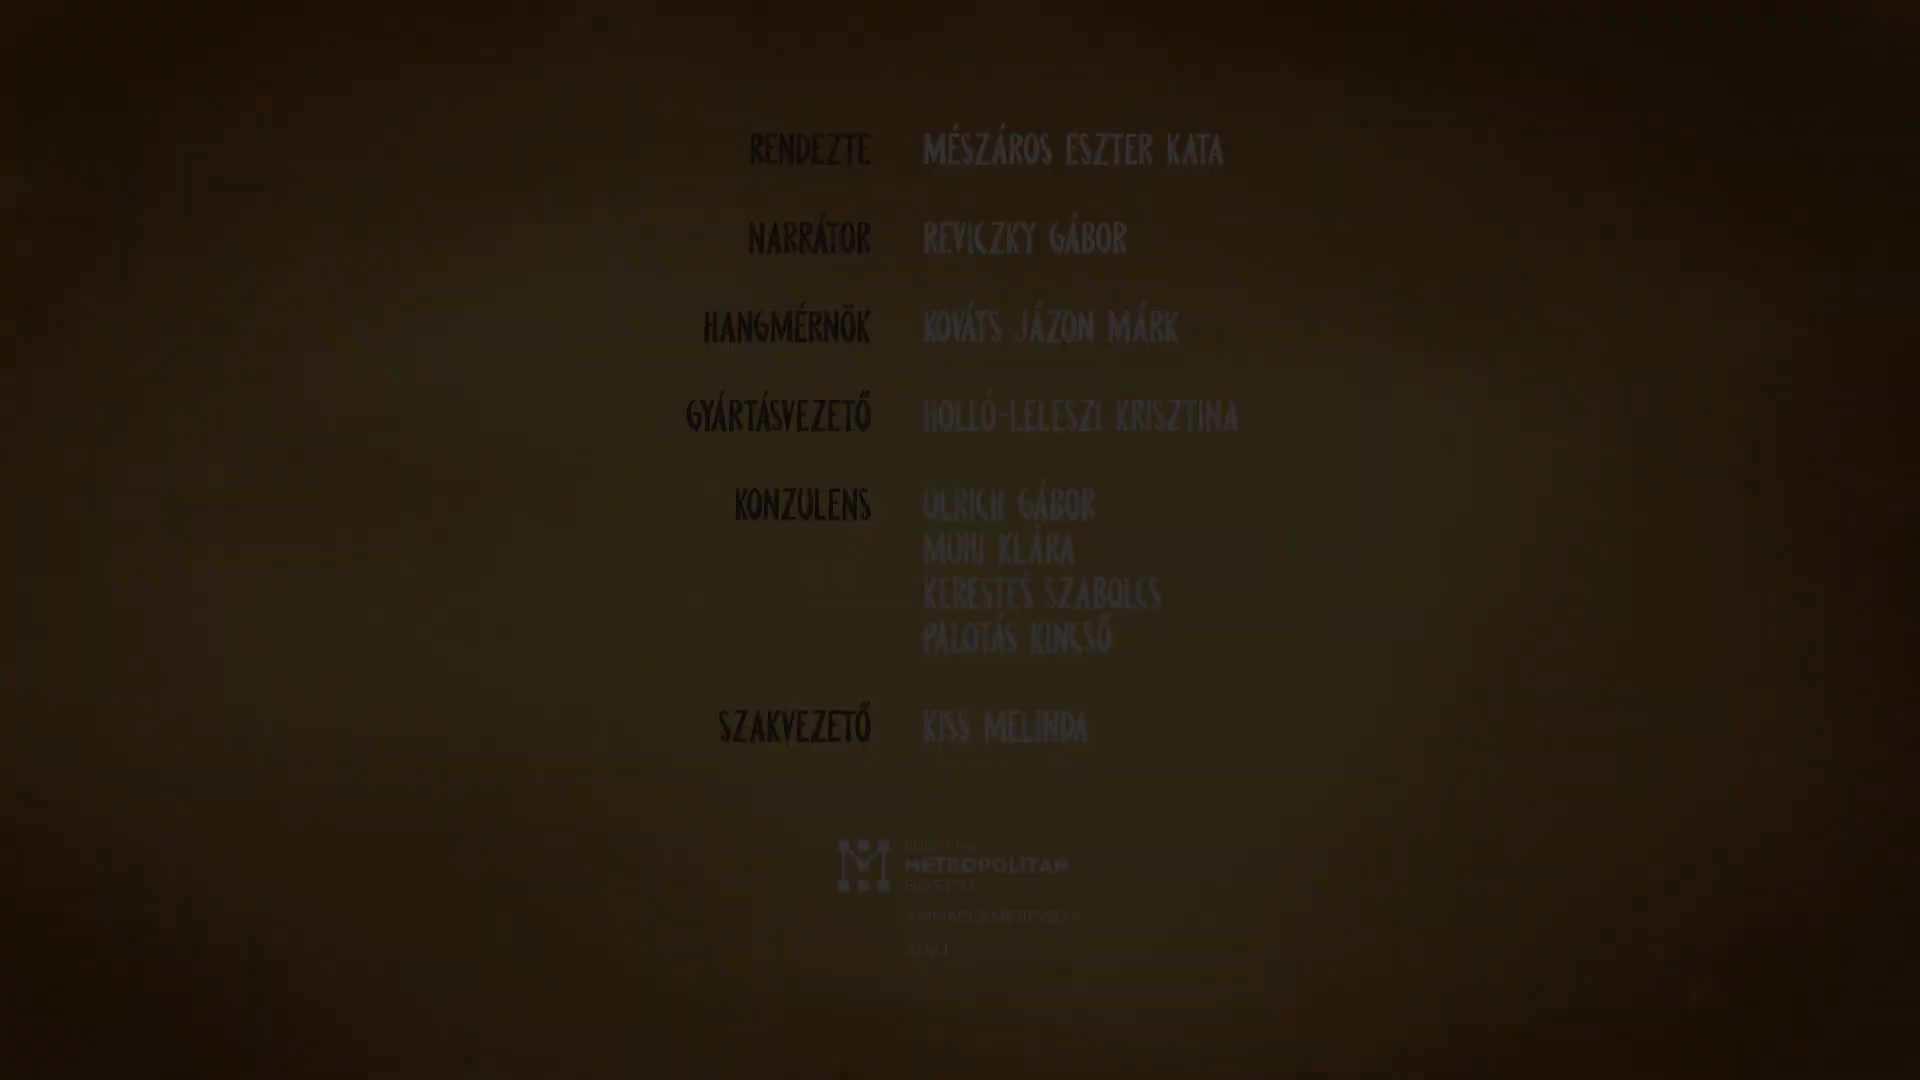 RENDEZTE MÉSZÁROS ESZTER KATA
NARRÁTOR REVICZKY GÁBOR
HANGMÉRNÖK KOVÁTS JÁZON MÁRK
GYÁRTÁSVEZETŐ HOLLÓ-LELESZI KRISZTINA
KONZULENS ULRICH GÁBOR
MUHI KLÁRA
KERESTEŠ SZABOLCS
PALOTÁS KINCSŐ
SZAKVEZETŐ KISS MELINDA
METROPOLITAN
EGYETEM
2021